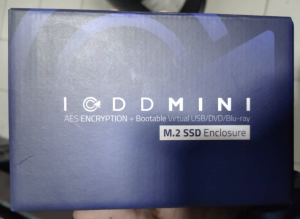 IODDMINI
AES ENCRYPTION + Bootable Virtual USB/DVD/Blu-ray
M.2 SSD Enclosure